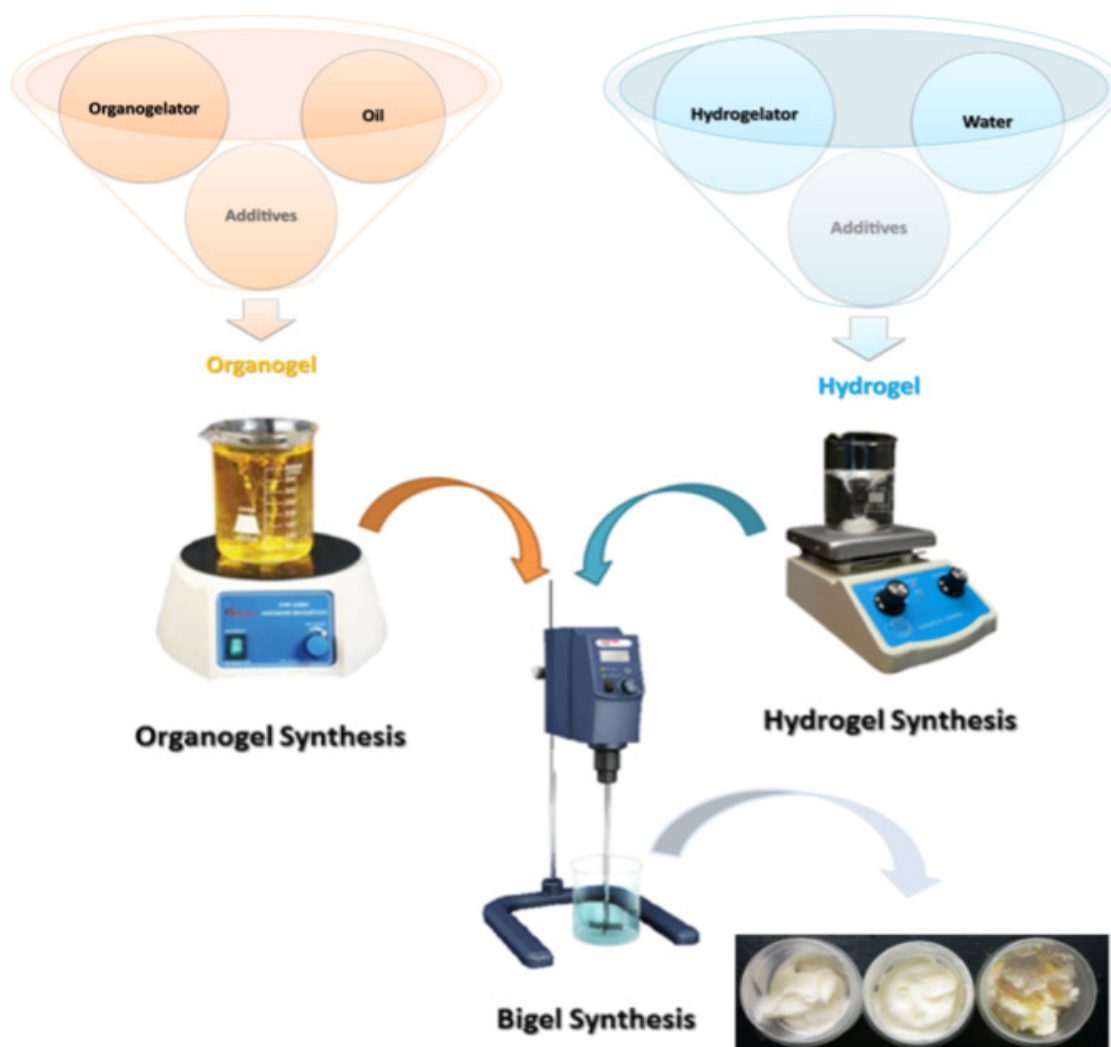 Organogelator
Oil
Additives
Organogel
Hydrogelator
Water
Additives
Hydrogel
Organogel Synthesis
Hydrogel Synthesis
Bigel Synthesis